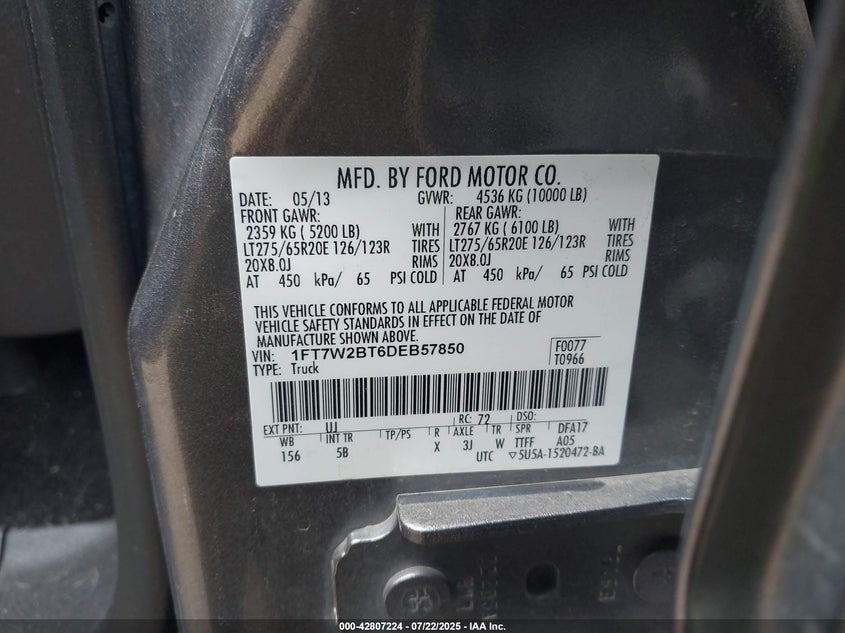 MFD. BY FORD MOTOR CO.
DATE: 05/13 GVWR: 4536 KG (10000 LB)
FRONT GAWR: REAR GAWR:
2359 KG ( 5200 LB) WITH 2767 KG ( 6100 LB) WITH
LT275/65R20E 126/123R TIRES LT275/65R20E 126/123R TIRES
20X8.0J RIMS 20X8.0J RIMS
AT 450 kPa/ 65 PSI COLD AT 450 kPa/ 65 PSI COLD
THIS VEHICLE CONFORMS TO ALL APPLICABLE FEDERAL MOTOR
VEHICLE SAFETY STANDARDS IN EFFECT ON THE DATE OF
MANUFACTURE SHOWN ABOVE.
VIN: 1FT7W2BT6DEB57850 F0077
TYPE: Truck T0966
EXT PNT: UJ RC: 72 DSO:
WB INT TR TP/PS R AXLE TR SPR DFA17
156 5B X 3J W TTFF A05
UTC ▽5U5A-1520472-BA
000-42807224 | 07/22/2025 - IAA Inc.